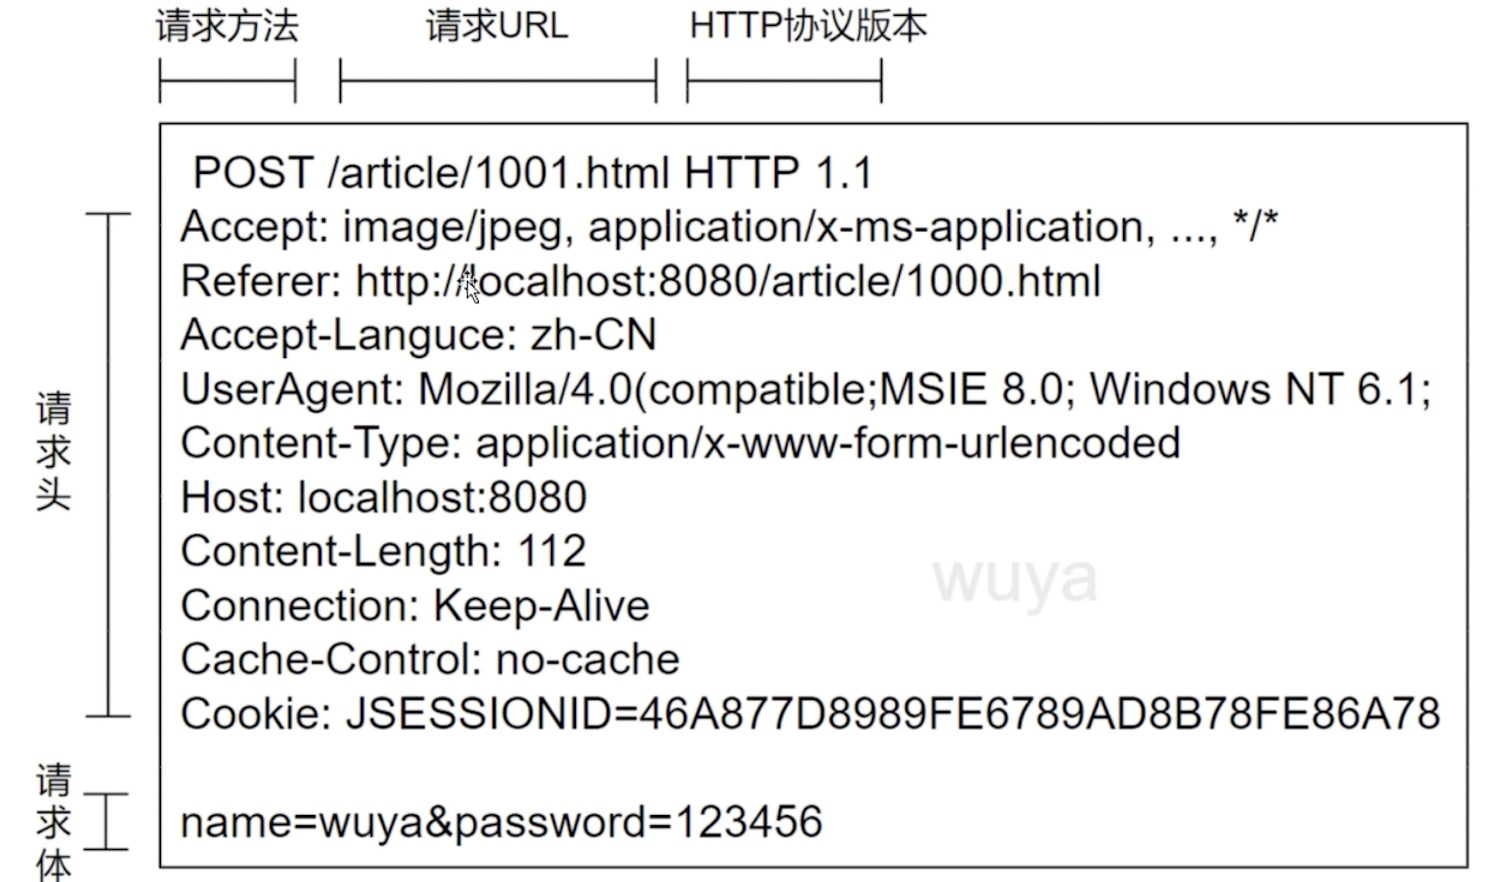 请求方法 请求URL HTTP协议版本
POST /article/1001.html HTTP 1.1
Accept: image/jpeg, application/x-ms-application, ..., */*
Referer: http://localhost:8080/article/1000.html
Accept-Languce: zh-CN
UserAgent: Mozilla/4.0(compatible;MSIE 8.0; Windows NT 6.1;
Content-Type: application/x-www-form-urlencoded
Host: localhost:8080
Content-Length: 112
Connection: Keep-Alive
Cache-Control: no-cache
Cookie: JSESSIONID=46A877D8989FE6789AD8B78FE86A78
name=wuya&password=123456
请求头
请求体
wuya